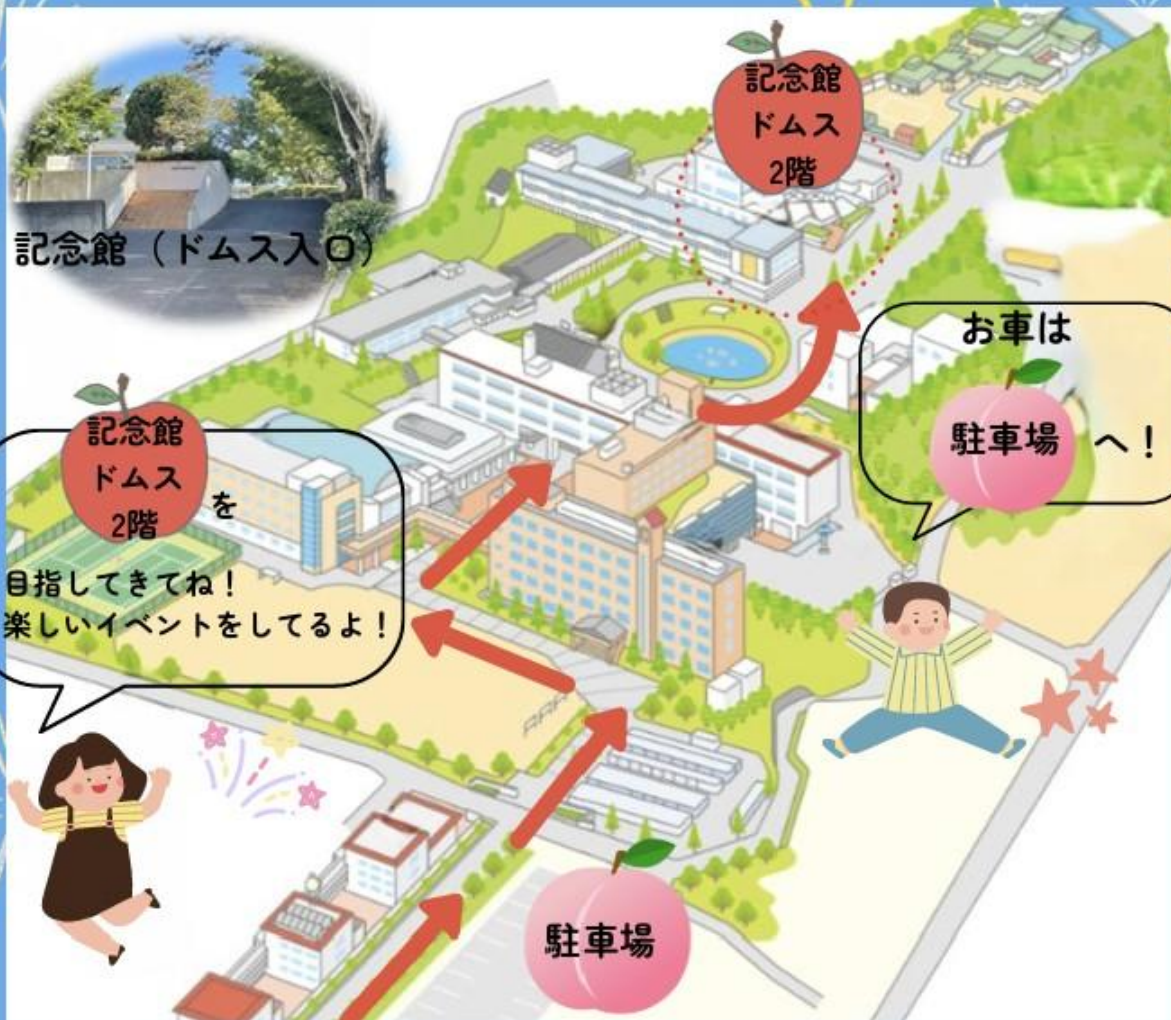 記念館
ドムス
2階
記念館（ドムス入口）
お車は
駐車場へ！
記念館
ドムス
2階を
目指してきてね！
楽しいイベントをしてるよ！
駐車場